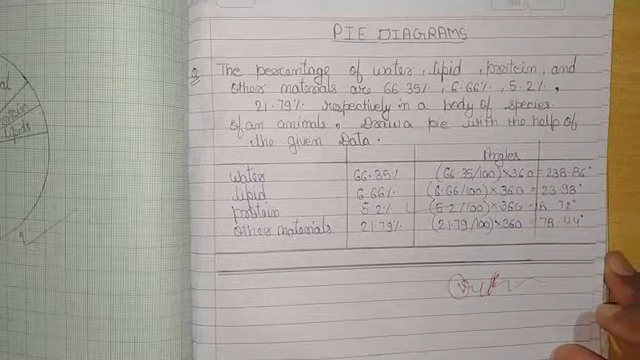 PIE DIAGRAMS
Q The percentage of water, lipid, protein, and
other materials are 66.35%, 6.66%, 5.2%,
21.79% respectively in a body of species
of an animals. Draw a pie with the help of
the given Data.
Angles
water 66.35% (66.35/100)×360 = 238.86°
lipid 6.66% (6.66/100)×360 = 23.98°
protein 5.2% (5.2/100)×360 = 18.72°
other materials 21.79% (21.79/100)×360 = 78.44°